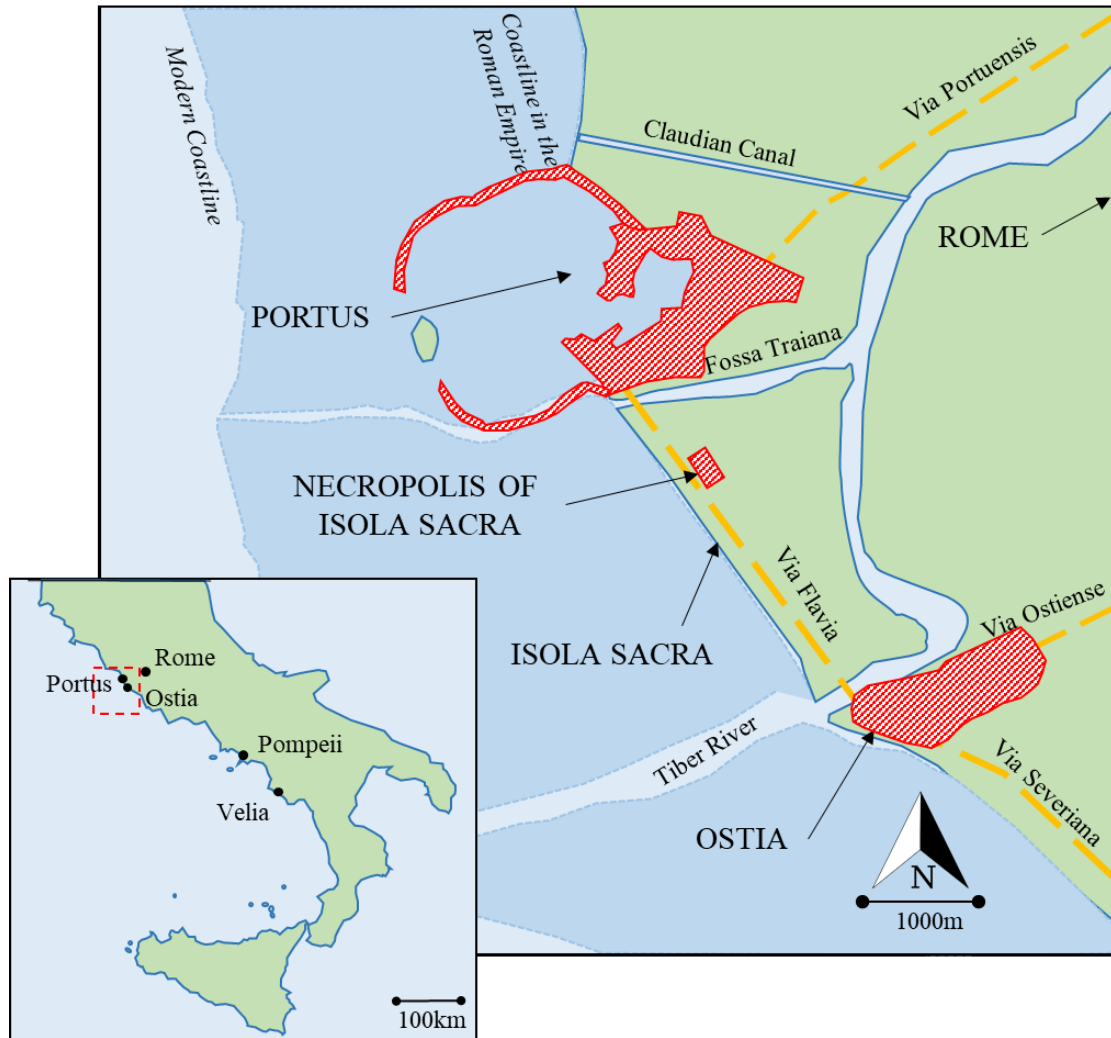 Modern Coastline
Coastline in the
Roman Empire
Via Portuensis
Claudian Canal
ROME
PORTUS
Fossa Traiana
NECROPOLIS OF
ISOLA SACRA
Via Flavia
ISOLA SACRA
Via Ostiense
Tiber River
Via Severiana
OSTIA
N
1000m
Rome
Portus
Ostia
Pompeii
Velia
100km